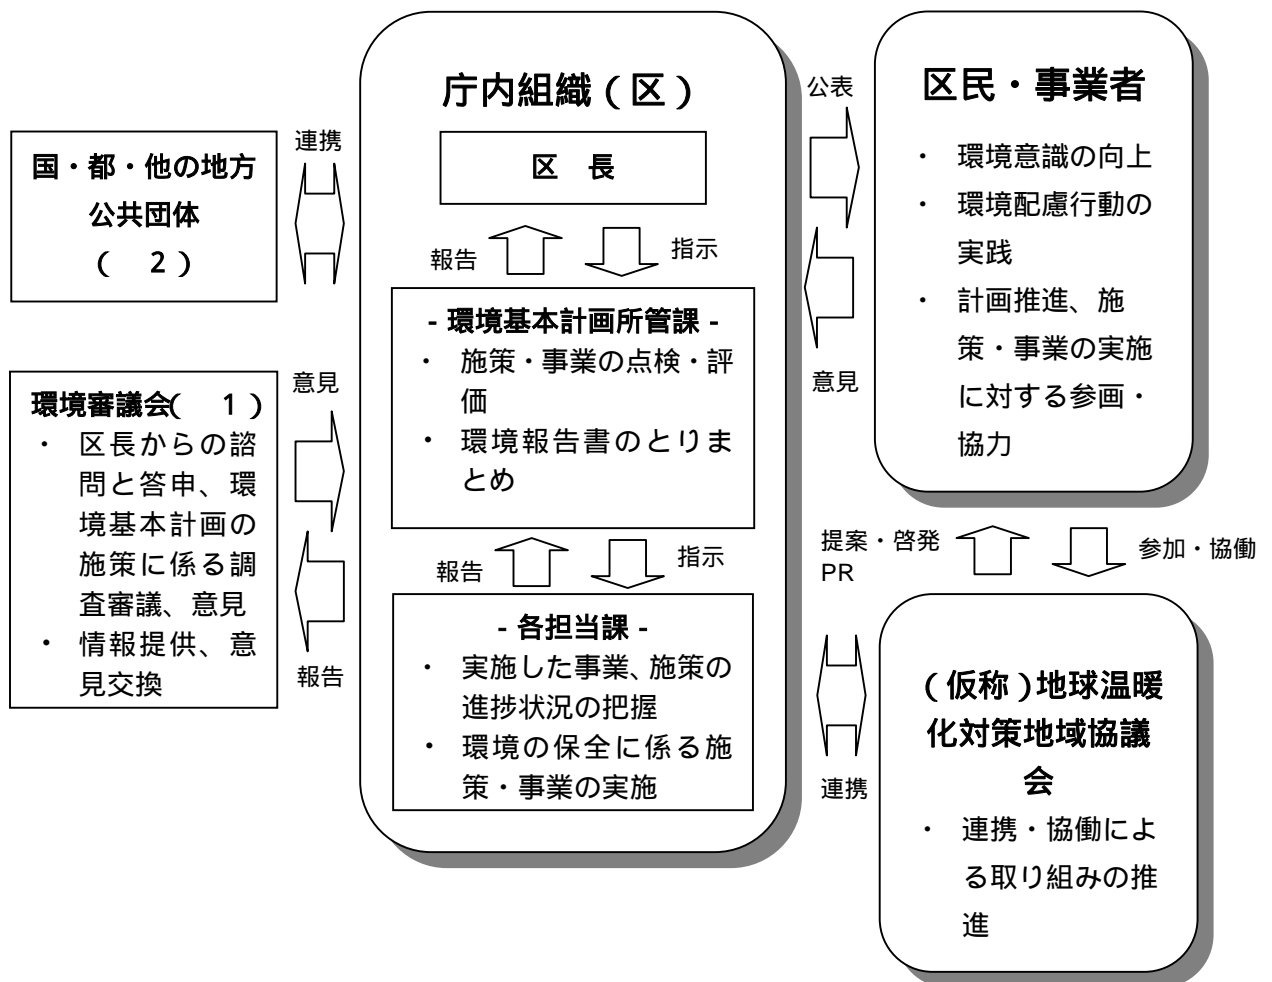 国・都・他の地方
公共団体
(　2)
連携
環境審議会(　1)
・ 区長からの諮
問と答申、環
境基本計画の
施策に係る調
査審議、意見
・ 情報提供、意
見交換
意見
報告
庁内組織(区)
区　長
報告
指示
- 環境基本計画所管課 -
・ 施策・事業の点検・評
価
・ 環境報告書のとりま
とめ
報告
指示
- 各担当課 -
・ 実施した事業、施策の
進捗状況の把握
・ 環境の保全に係る施
策・事業の実施
公表
意見
区民・事業者
・ 環境意識の向上
・ 環境配慮行動の
実践
・ 計画推進、施
策・事業の実施
に対する参画・
協力
提案・啓発
PR
参加・協働
連携
(仮称)地球温暖
化対策地域協議
会
・ 連携・協働によ
る取り組みの推
進